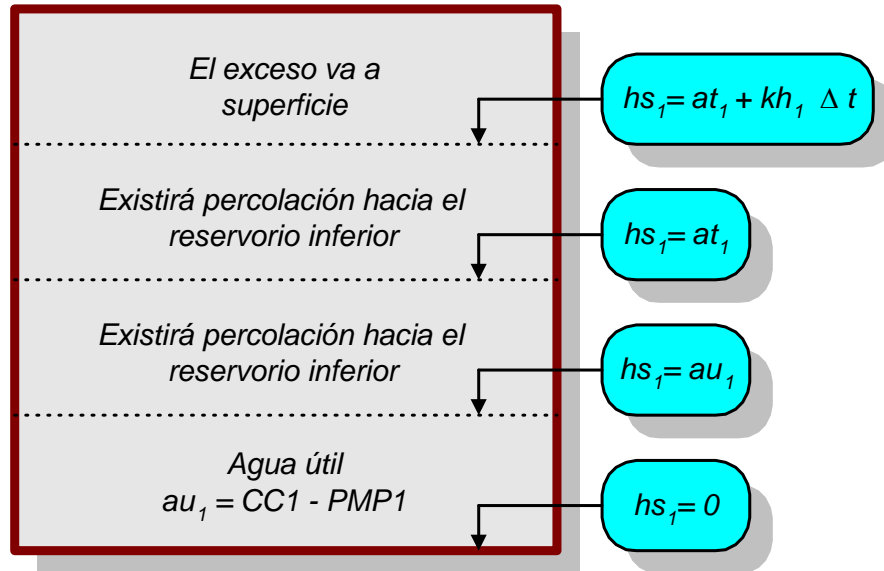 El exceso va a
superficie
hs₁= at₁ + kh₁ Δ t
Existirá percolación hacia el
reservorio inferior
hs₁= at₁
Existirá percolación hacia el
reservorio inferior
hs₁= au₁
Agua útil
au₁ = CC1 - PMP1
hs₁= 0